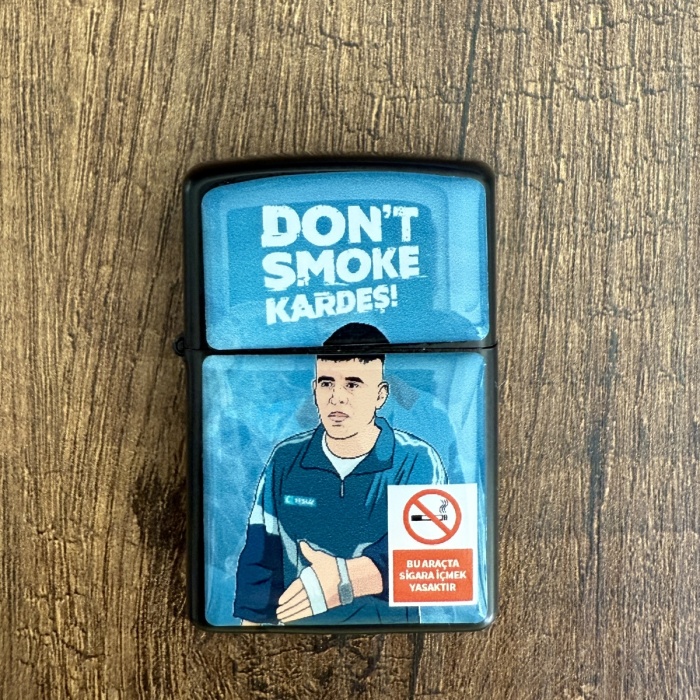 DON'T
SMOKE
KARDEŞ!
BU ARAÇTA
SİGARA İÇMEK
YASAKTIR